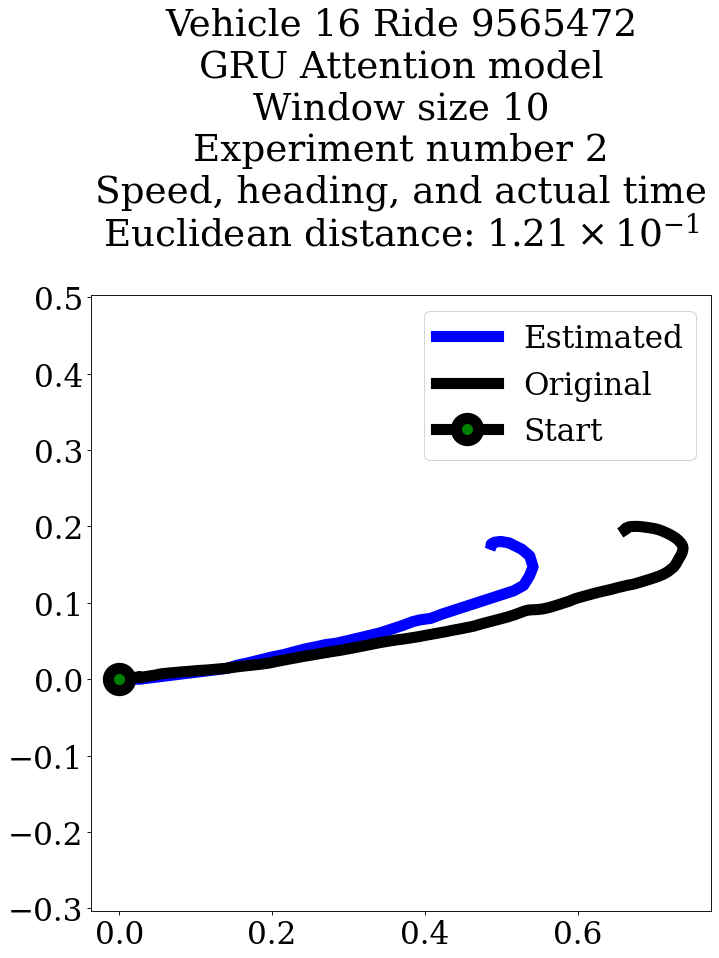 Vehicle 16 Ride 9565472
GRU Attention model
Window size 10
Experiment number 2
Speed, heading, and actual time
Euclidean distance: 1.21 × 10⁻¹
0.5
Estimated
0.4
Original
0.3
Start
0.2
0.1
0.0
−0.1
−0.2
−0.3
0.0 0.2 0.4 0.6